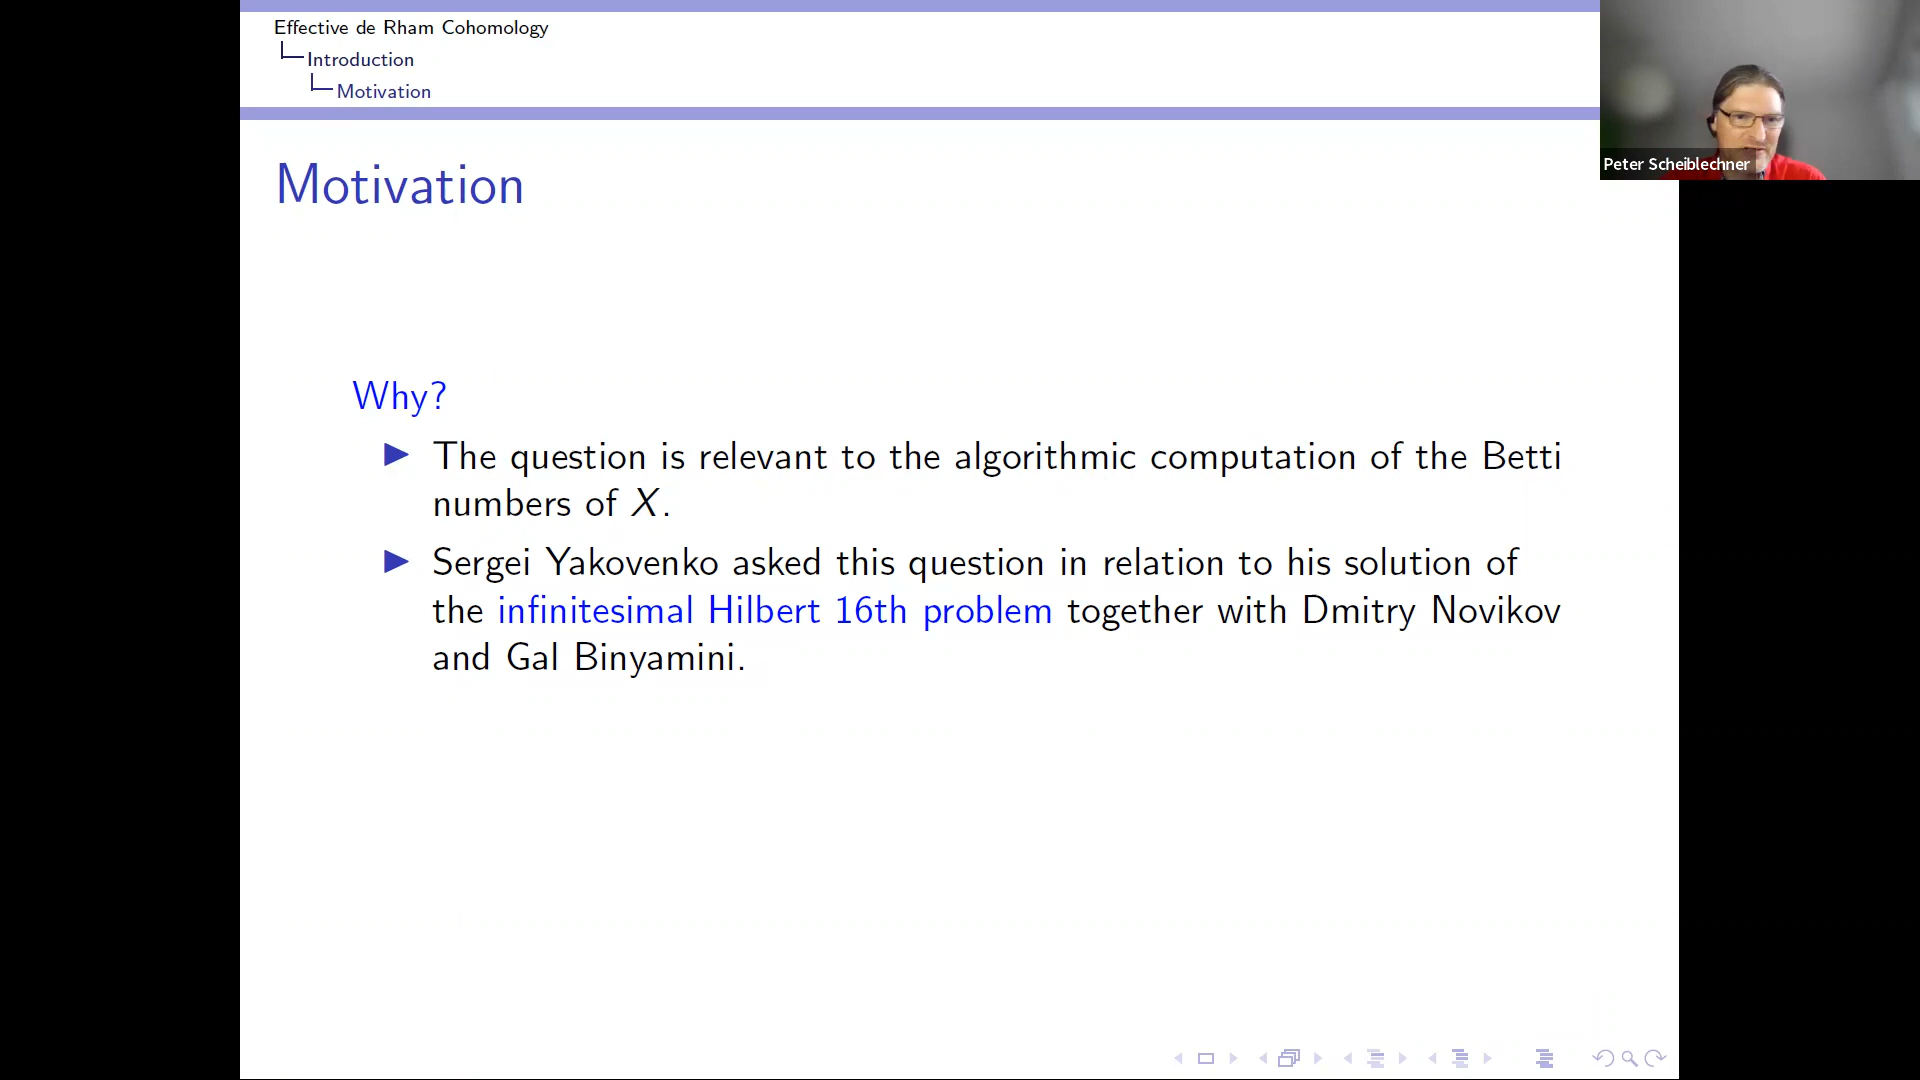 Effective de Rham Cohomology
Introduction
Motivation
Peter Scheiblechner
Motivation
Why?
The question is relevant to the algorithmic computation of the Betti
numbers of X.
Sergei Yakovenko asked this question in relation to his solution of
the infinitesimal Hilbert 16th problem together with Dmitry Novikov
and Gal Binyamini.